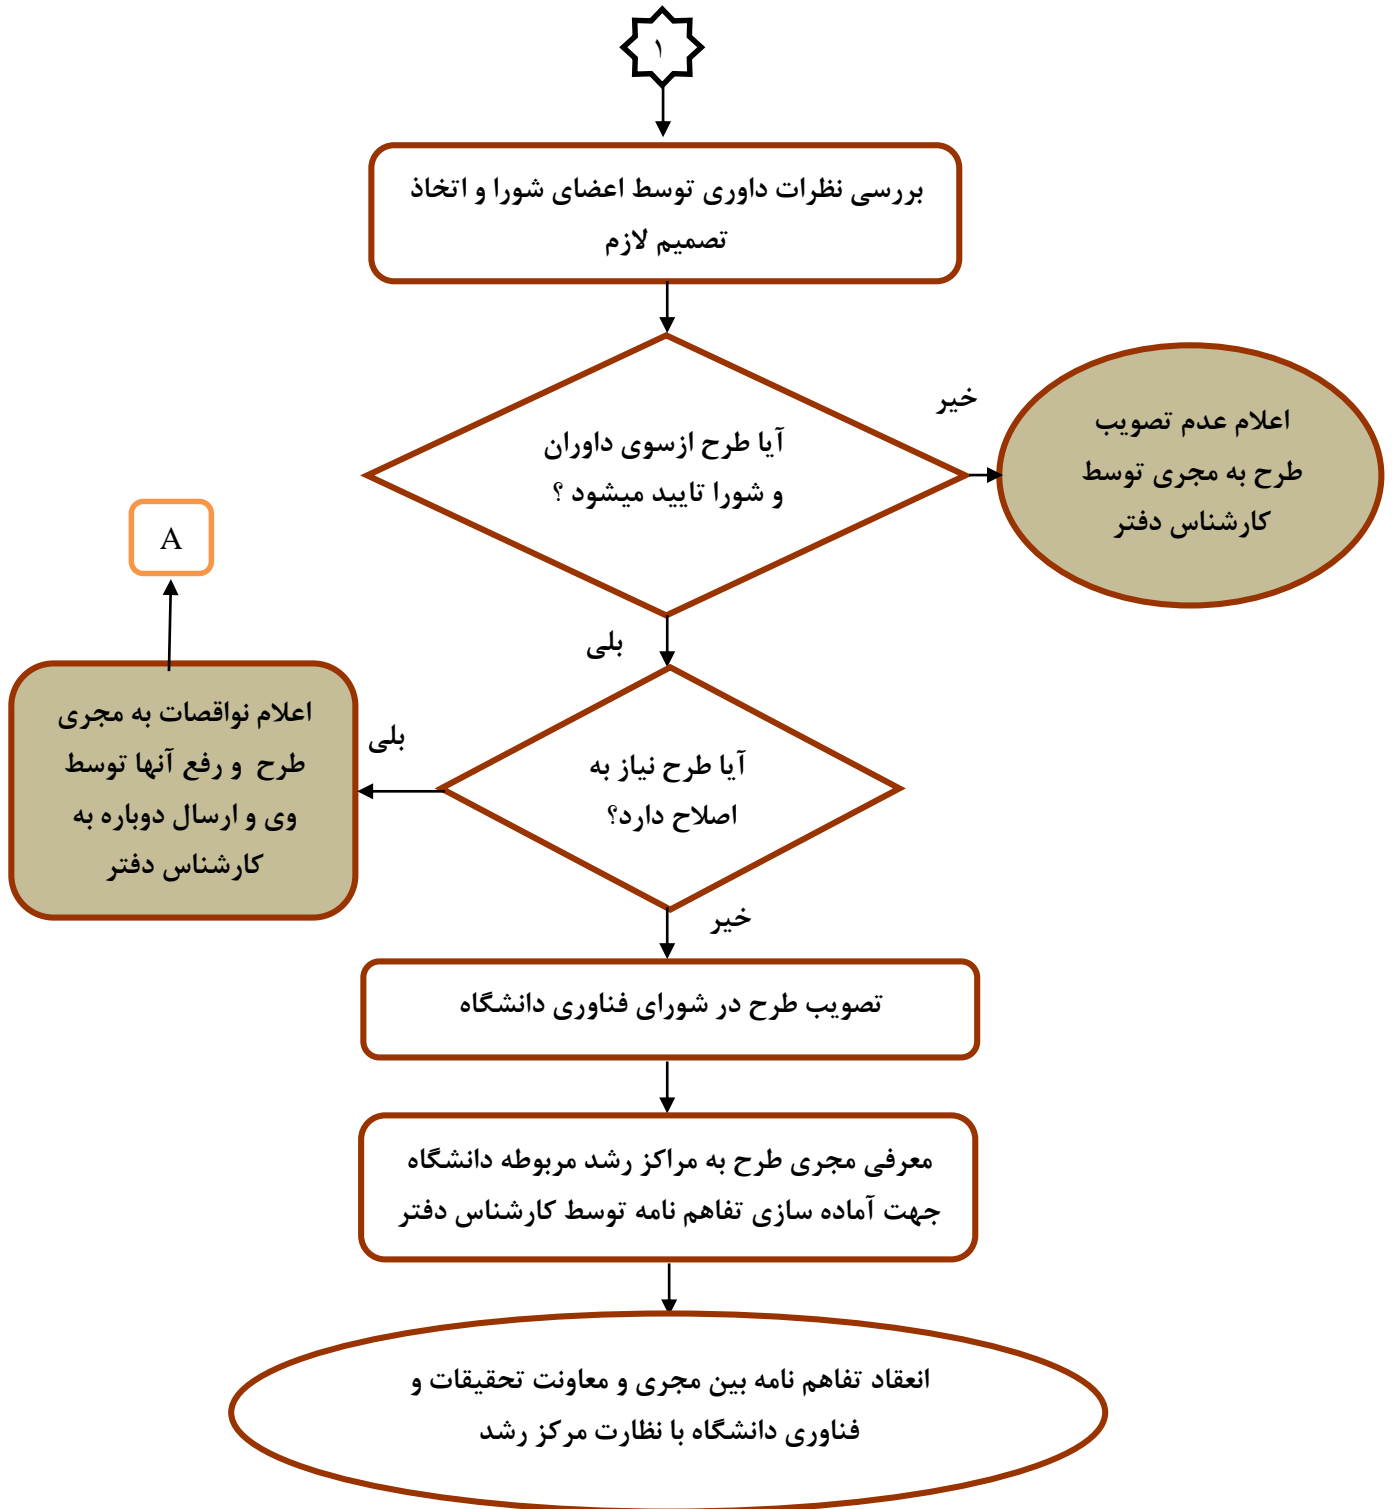 ۱
بررسی نظرات داوری توسط اعضای شورا و اتخاذ
تصمیم لازم
آیا طرح ازسوی داوران
و شورا تایید میشود ؟
خیر
اعلام عدم تصویب
طرح به مجری توسط
کارشناس دفتر
بلی
آیا طرح نیاز به
اصلاح دارد؟
بلی
اعلام نواقصات به مجری
طرح و رفع آنها توسط
وی و ارسال دوباره به
کارشناس دفتر
A
خیر
تصویب طرح در شورای فناوری دانشگاه
معرفی مجری طرح به مراکز رشد مربوطه دانشگاه
جهت آماده سازی تفاهم نامه توسط کارشناس دفتر
انعقاد تفاهم نامه بین مجری و معاونت تحقیقات و
فناوری دانشگاه با نظارت مرکز رشد